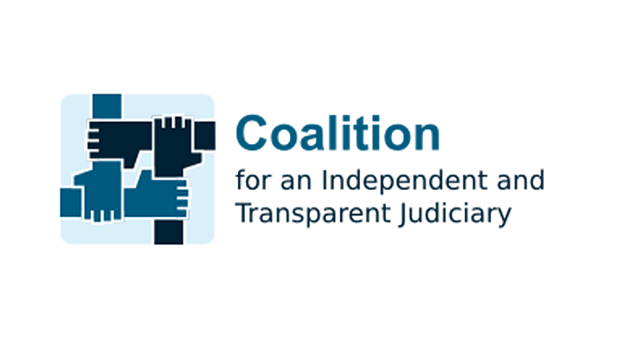 Coalition
for an Independent and
Transparent Judiciary